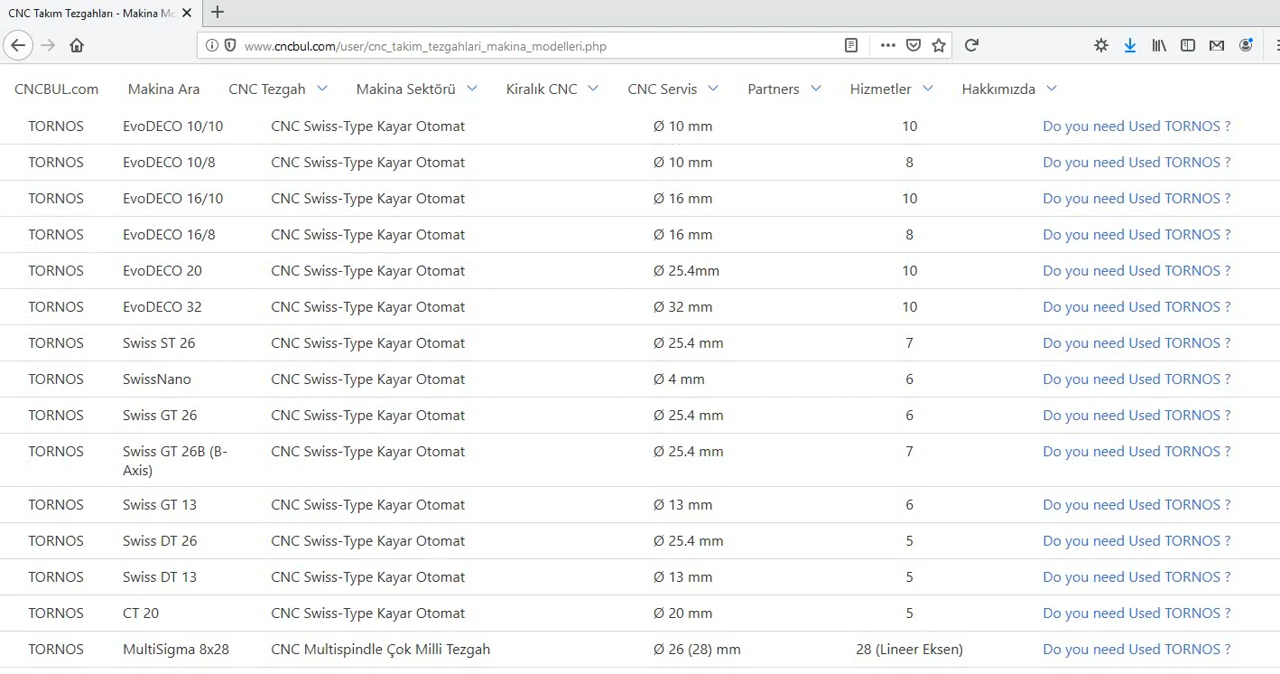 CNC Takım Tezgahları - Makina Mo
www.cncbul.com/user/cnc_takim_tezgahlari_makina_modelleri.php
CNCBUL.com Makina Ara CNC Tezgah Makina Sektörü Kiralık CNC CNC Servis Partners Hizmetler Hakkımızda
TORNOS EvoDECO 10/10 CNC Swiss-Type Kayar Otomat Ø 10 mm 10 Do you need Used TORNOS ?
TORNOS EvoDECO 10/8 CNC Swiss-Type Kayar Otomat Ø 10 mm 8 Do you need Used TORNOS ?
TORNOS EvoDECO 16/10 CNC Swiss-Type Kayar Otomat Ø 16 mm 10 Do you need Used TORNOS ?
TORNOS EvoDECO 16/8 CNC Swiss-Type Kayar Otomat Ø 16 mm 8 Do you need Used TORNOS ?
TORNOS EvoDECO 20 CNC Swiss-Type Kayar Otomat Ø 25.4mm 10 Do you need Used TORNOS ?
TORNOS EvoDECO 32 CNC Swiss-Type Kayar Otomat Ø 32 mm 10 Do you need Used TORNOS ?
TORNOS Swiss ST 26 CNC Swiss-Type Kayar Otomat Ø 25.4 mm 7 Do you need Used TORNOS ?
TORNOS SwissNano CNC Swiss-Type Kayar Otomat Ø 4 mm 6 Do you need Used TORNOS ?
TORNOS Swiss GT 26 CNC Swiss-Type Kayar Otomat Ø 25.4 mm 6 Do you need Used TORNOS ?
TORNOS Swiss GT 26B (B- CNC Swiss-Type Kayar Otomat Ø 25.4 mm 7 Do you need Used TORNOS ?
Axis)
TORNOS Swiss GT 13 CNC Swiss-Type Kayar Otomat Ø 13 mm 6 Do you need Used TORNOS ?
TORNOS Swiss DT 26 CNC Swiss-Type Kayar Otomat Ø 25.4 mm 5 Do you need Used TORNOS ?
TORNOS Swiss DT 13 CNC Swiss-Type Kayar Otomat Ø 13 mm 5 Do you need Used TORNOS ?
TORNOS CT 20 CNC Swiss-Type Kayar Otomat Ø 20 mm 5 Do you need Used TORNOS ?
TORNOS MultiSigma 8x28 CNC Multispindle Çok Milli Tezgah Ø 26 (28) mm 28 (Lineer Eksen) Do you need Used TORNOS ?